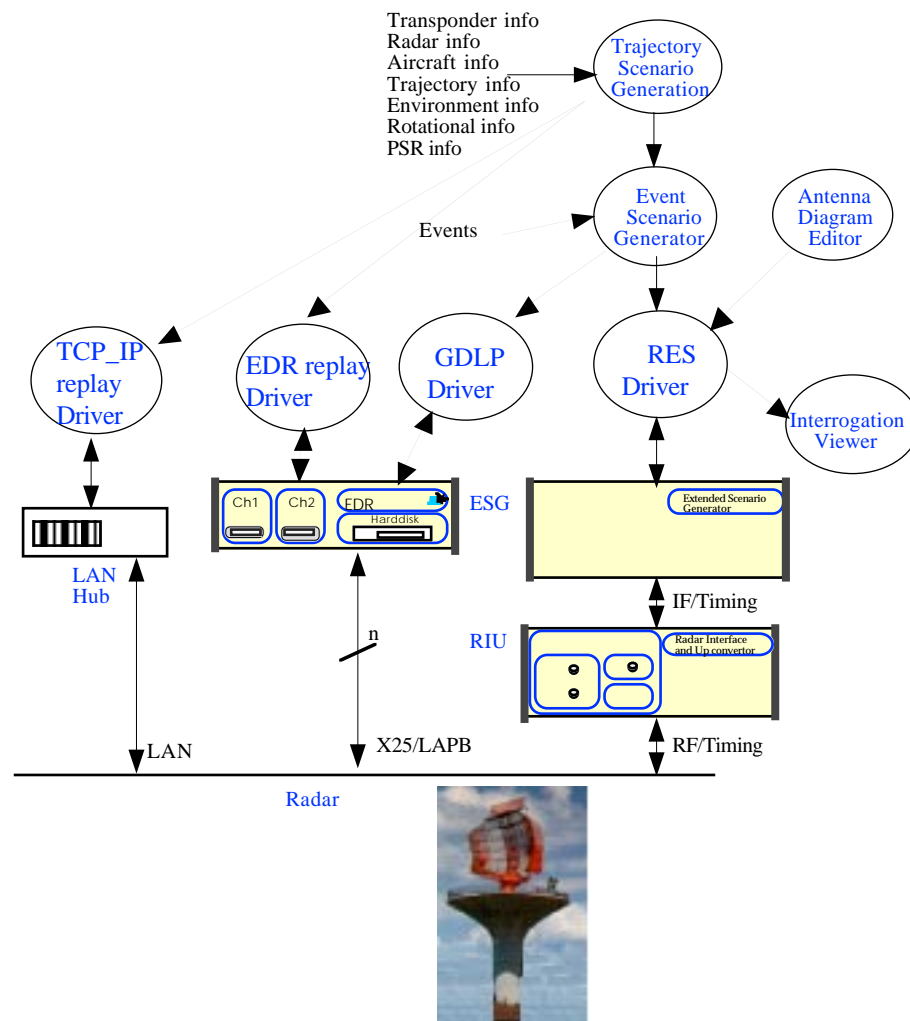 Transponder info
Radar info
Aircraft info
Trajectory info
Environment info
Rotational info
PSR info
Trajectory
Scenario
Generation
Event
Scenario
Generator
Antenna
Diagram
Editor
Events
TCP_IP
replay
Driver
EDR replay
Driver
GDLP
Driver
RES
Driver
Interrogation
Viewer
Ch1
Ch2
EDR
Harddisk
ESG
Extended Scenario
Generator
LAN
Hub
IF/Timing
n
RIU
Radar Interface
and Up convertor
LAN
X25/LAPB
RF/Timing
Radar